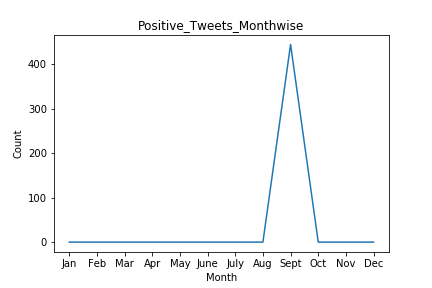 Positive_Tweets_Monthwise
Count
400
300
200
100
0
Jan Feb Mar Apr May June July Aug Sept Oct Nov Dec
Month